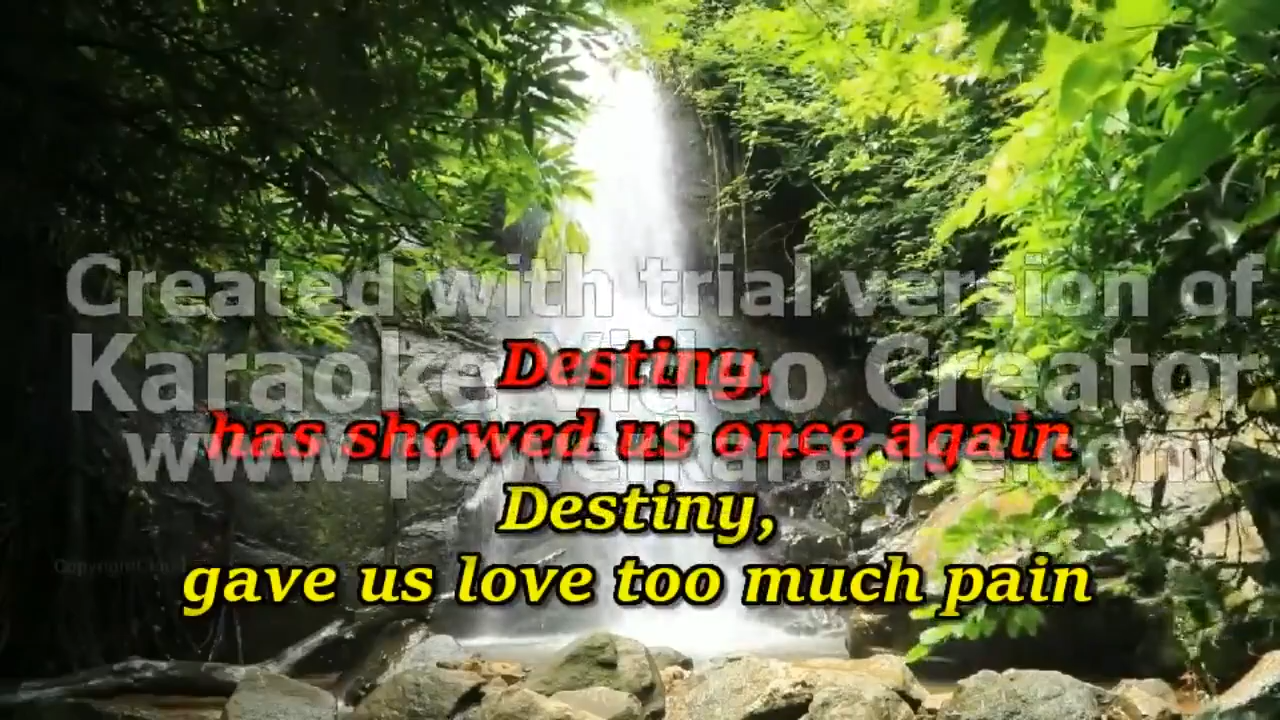 Created with trial version of
Karaoke Video Creator
www.powerkaraoke.com
Destiny,
has showed us once again
Destiny,
gave us love too much pain
Copyright